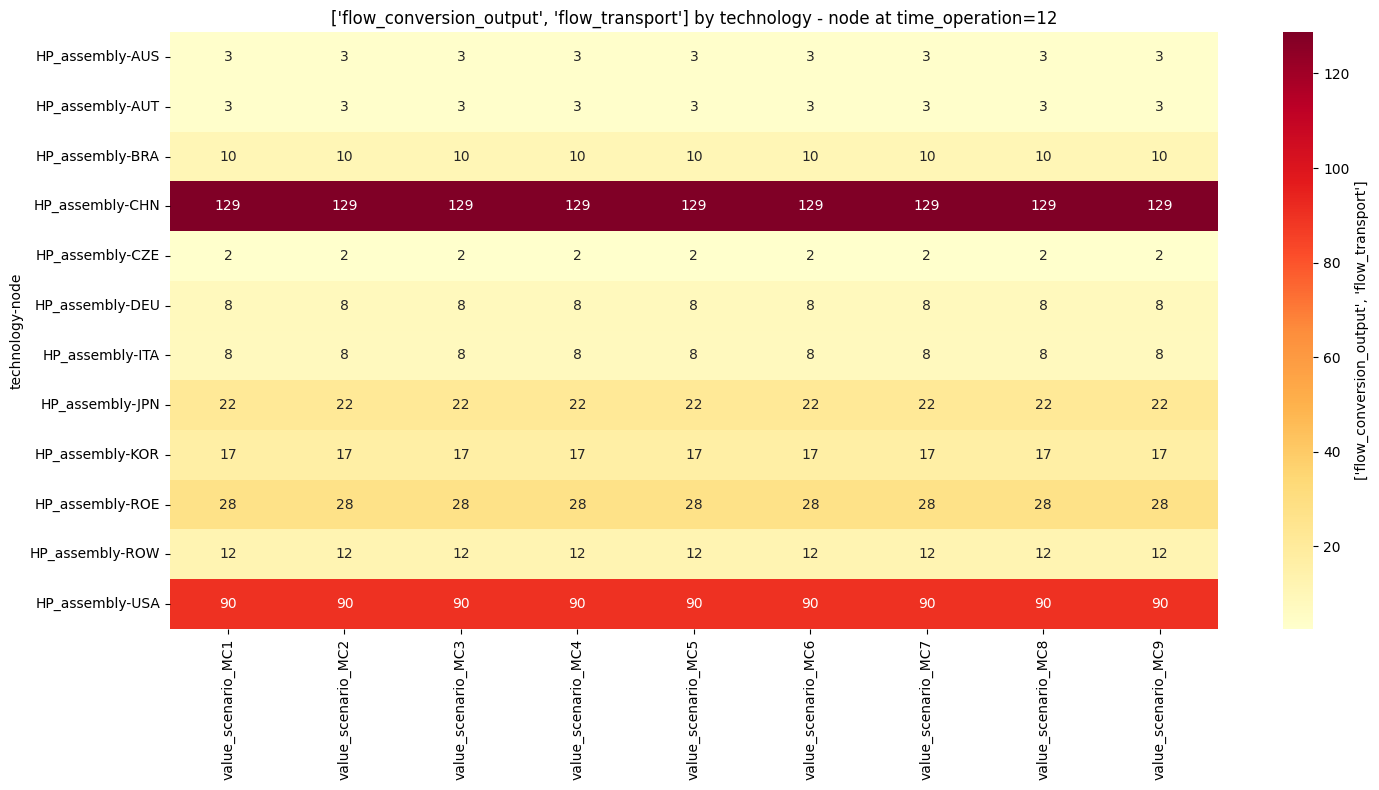 ['flow_conversion_output', 'flow_transport'] by technology - node at time_operation=12
technology-node
HP_assembly-AUS 3 3 3 3 3 3 3 3 3
HP_assembly-AUT 3 3 3 3 3 3 3 3 3
HP_assembly-BRA 10 10 10 10 10 10 10 10 10
HP_assembly-CHN 129 129 129 129 129 129 129 129 129
HP_assembly-CZE 2 2 2 2 2 2 2 2 2
HP_assembly-DEU 8 8 8 8 8 8 8 8 8
HP_assembly-ITA 8 8 8 8 8 8 8 8 8
HP_assembly-JPN 22 22 22 22 22 22 22 22 22
HP_assembly-KOR 17 17 17 17 17 17 17 17 17
HP_assembly-ROE 28 28 28 28 28 28 28 28 28
HP_assembly-ROW 12 12 12 12 12 12 12 12 12
HP_assembly-USA 90 90 90 90 90 90 90 90 90
value_scenario_MC1
value_scenario_MC2
value_scenario_MC3
value_scenario_MC4
value_scenario_MC5
value_scenario_MC6
value_scenario_MC7
value_scenario_MC8
value_scenario_MC9
120
100
80
60
40
20
['flow_conversion_output', 'flow_transport']